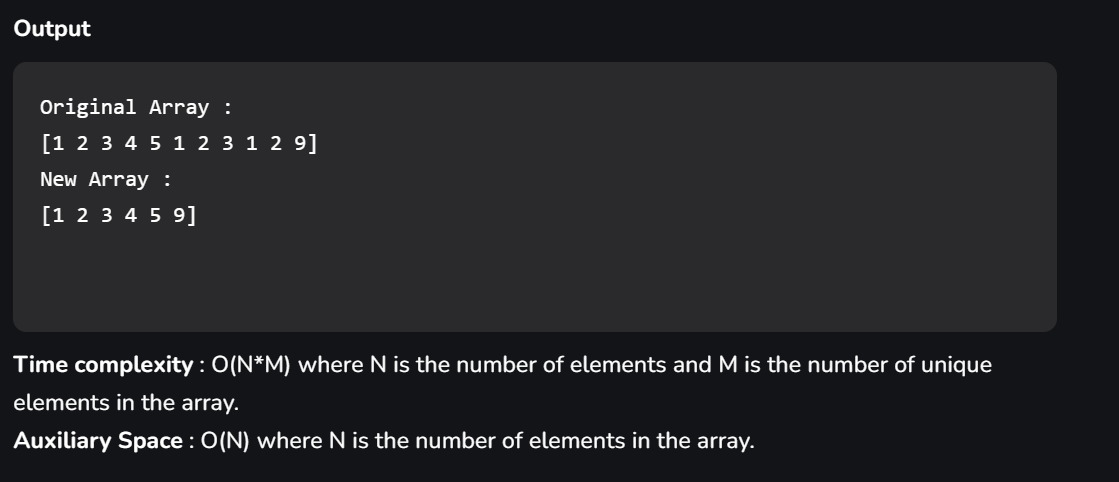 Output
Original Array :
[1 2 3 4 5 1 2 3 1 2 9]
New Array :
[1 2 3 4 5 9]
Time complexity : O(N*M) where N is the number of elements and M is the number of unique
elements in the array.
Auxiliary Space : O(N) where N is the number of elements in the array.